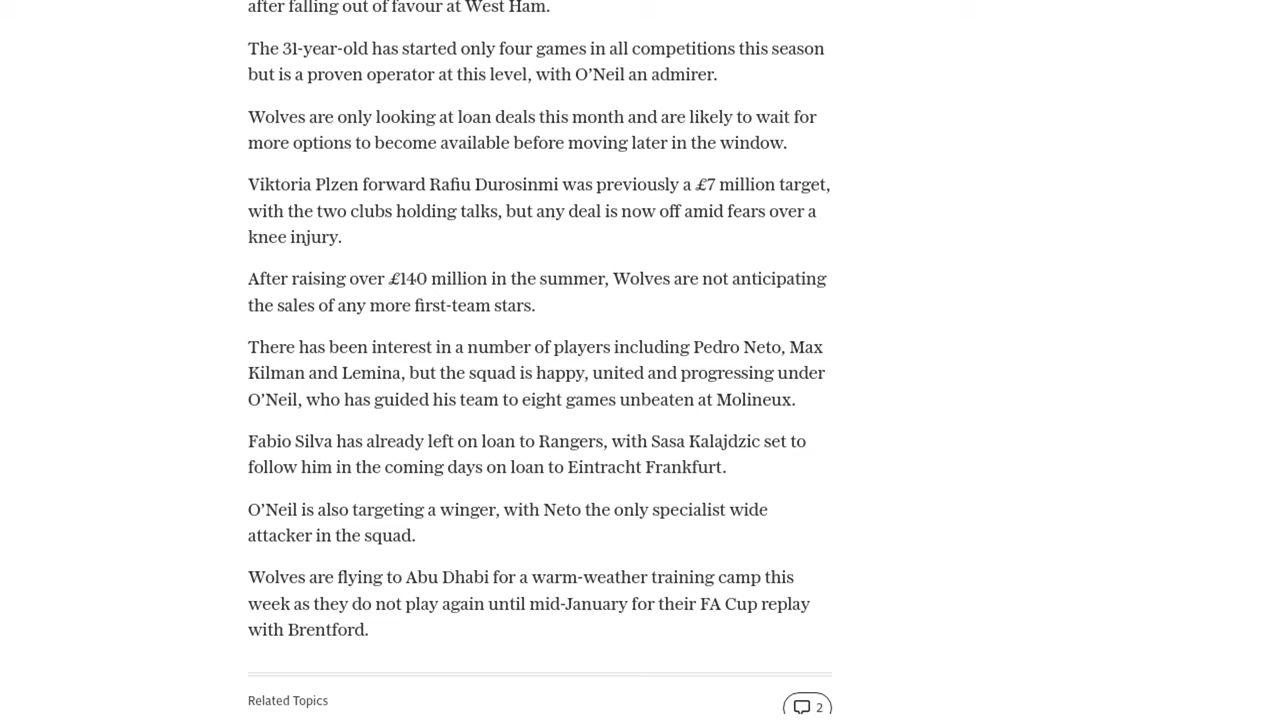 after falling out of favour at West Ham.
The 31-year-old has started only four games in all competitions this season
but is a proven operator at this level, with O’Neil an admirer.
Wolves are only looking at loan deals this month and are likely to wait for
more options to become available before moving later in the window.
Viktoria Plzen forward Rafiu Durosinmi was previously a £7 million target,
with the two clubs holding talks, but any deal is now off amid fears over a
knee injury.
After raising over £140 million in the summer, Wolves are not anticipating
the sales of any more first-team stars.
There has been interest in a number of players including Pedro Neto, Max
Kilman and Lemina, but the squad is happy, united and progressing under
O’Neil, who has guided his team to eight games unbeaten at Molineux.
Fabio Silva has already left on loan to Rangers, with Sasa Kalajdzic set to
follow him in the coming days on loan to Eintracht Frankfurt.
O’Neil is also targeting a winger, with Neto the only specialist wide
attacker in the squad.
Wolves are flying to Abu Dhabi for a warm-weather training camp this
week as they do not play again until mid-January for their FA Cup replay
with Brentford.
Related Topics
2